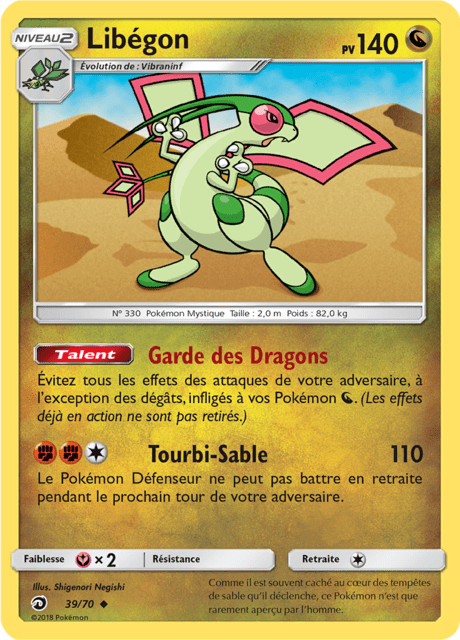 NIVEAU 2
Libégon
PV 140
Évolution de : Vibraninf
N° 330 Pokémon Mystique Taille : 2,0 m Poids : 82,0 kg
Talent Garde des Dragons
Évitez tous les effets des attaques de votre adversaire, à
l'exception des dégâts, infligés à vos Pokémon . (Les effets
déjà en action ne sont pas retirés.)
Tourbi-Sable 110
Le Pokémon Défenseur ne peut pas battre en retraite
pendant le prochain tour de votre adversaire.
Faiblesse × 2 Résistance Retraite
Illus. Shigenori Negishi
39/70
©2018 Pokémon
Comme il est souvent caché au cœur des tempêtes
de sable qu'il déclenche, ce Pokémon n'est que
rarement aperçu par l'homme.